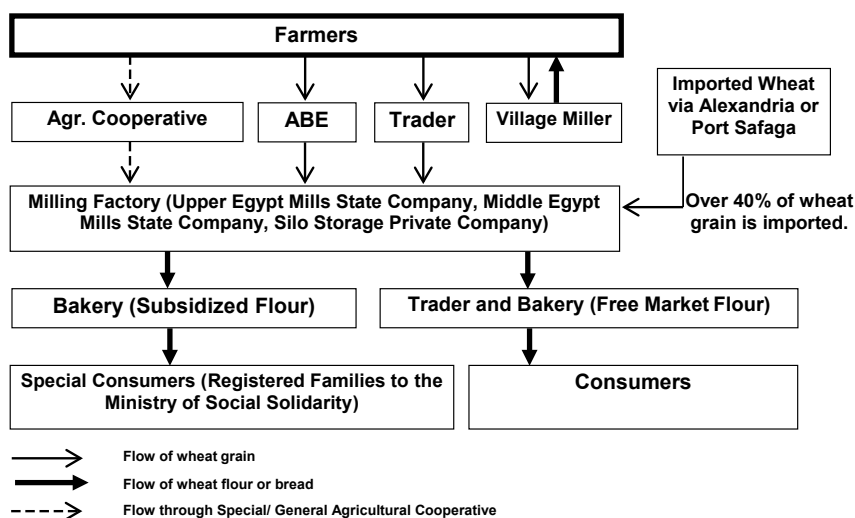 Farmers
Agr. Cooperative
ABE
Trader
Village Miller
Imported Wheat
via Alexandria or
Port Safaga
Milling Factory (Upper Egypt Mills State Company, Middle Egypt
Mills State Company, Silo Storage Private Company)
Over 40% of wheat
grain is imported.
Bakery (Subsidized Flour)
Trader and Bakery (Free Market Flour)
Special Consumers (Registered Families to the
Ministry of Social Solidarity)
Consumers
Flow of wheat grain
Flow of wheat flour or bread
Flow through Special/ General Agricultural Cooperative